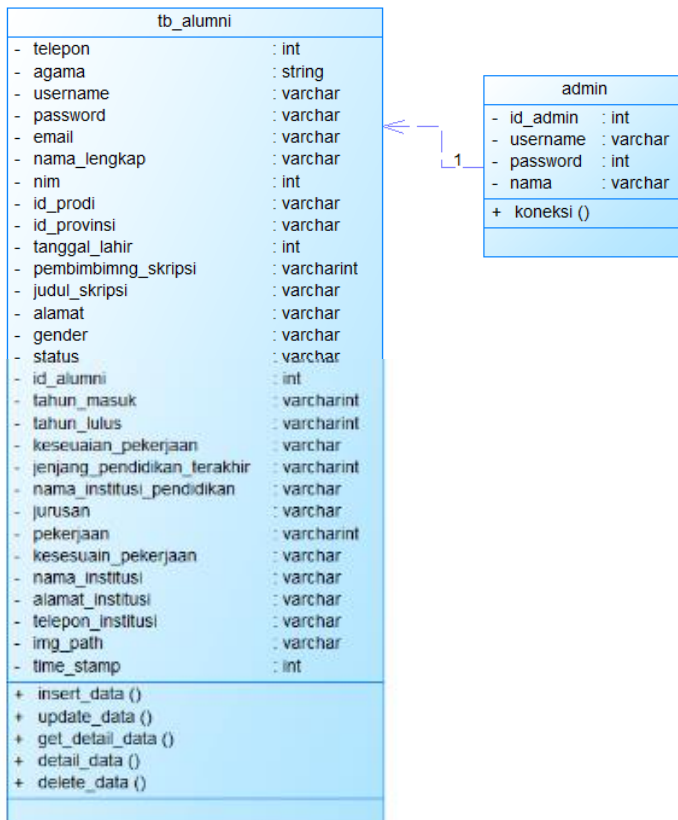 tb_alumni
- telepon : int
- agama : string
- username : varchar
- password : varchar
- email : varchar
- nama_lengkap : varchar
- nim : int
- id_prodi : varchar
- id_provinsi : varchar
- tanggal_lahir : int
- pembimbimng_skripsi : varcharint
- judul_skripsi : varchar
- alamat : varchar
- gender : varchar
- status : varchar
- id_alumni : int
- tahun_masuk : varcharint
- tahun_lulus : varcharint
- keseuaian_pekerjaan : varchar
- jenjang_pendidikan_terakhir : varcharint
- nama_institusi_pendidikan : varchar
- jurusan : varchar
- pekerjaan : varcharint
- kesesuain_pekerjaan : varchar
- nama_institusi : varchar
- alamat_institusi : varchar
- telepon_institusi : varchar
- img_path : varchar
- time_stamp : int
+ insert_data ()
+ update_data ()
+ get_detail_data ()
+ detail_data ()
+ delete_data ()
1
admin
- id_admin : int
- username : varchar
- password : int
- nama : varchar
+ koneksi ()